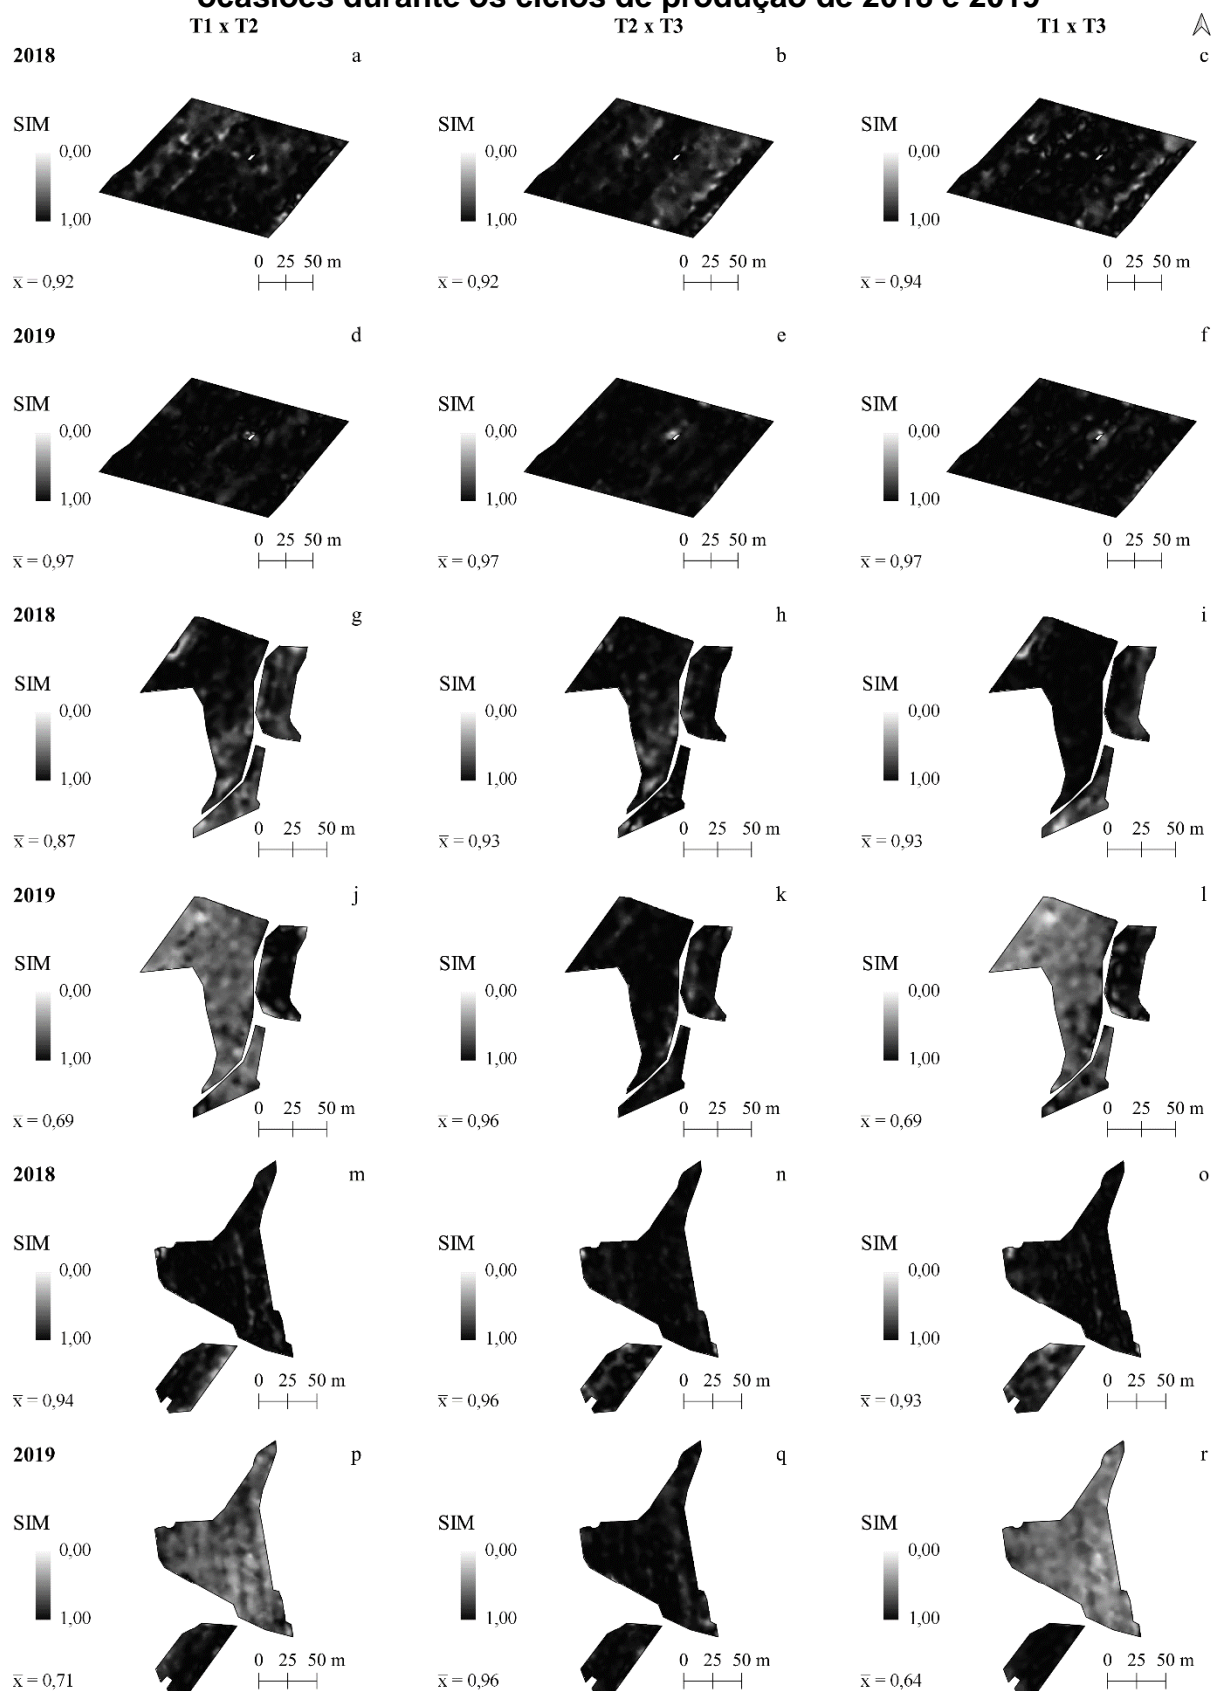 ocasiões durante os ciclos de produção de 2018 e 2019
T1 x T2 T2 x T3 T1 x T3
2018 a b c
SIM SIM SIM
0,00 0,00 0,00
1,00 1,00 1,00
0 25 50 m 0 25 50 m 0 25 50 m
x̅ = 0,92 x̅ = 0,92 x̅ = 0,94
2019 d e f
SIM SIM SIM
0,00 0,00 0,00
1,00 1,00 1,00
0 25 50 m 0 25 50 m 0 25 50 m
x̅ = 0,97 x̅ = 0,97 x̅ = 0,97
2018 g h i
SIM SIM SIM
0,00 0,00 0,00
1,00 1,00 1,00
0 25 50 m 0 25 50 m 0 25 50 m
x̅ = 0,87 x̅ = 0,93 x̅ = 0,93
2019 j k l
SIM SIM SIM
0,00 0,00 0,00
1,00 1,00 1,00
0 25 50 m 0 25 50 m 0 25 50 m
x̅ = 0,69 x̅ = 0,96 x̅ = 0,69
2018 m n o
SIM SIM SIM
0,00 0,00 0,00
1,00 1,00 1,00
0 25 50 m 0 25 50 m 0 25 50 m
x̅ = 0,94 x̅ = 0,96 x̅ = 0,93
2019 p q r
SIM SIM SIM
0,00 0,00 0,00
1,00 1,00 1,00
0 25 50 m 0 25 50 m 0 25 50 m
x̅ = 0,71 x̅ = 0,96 x̅ = 0,64